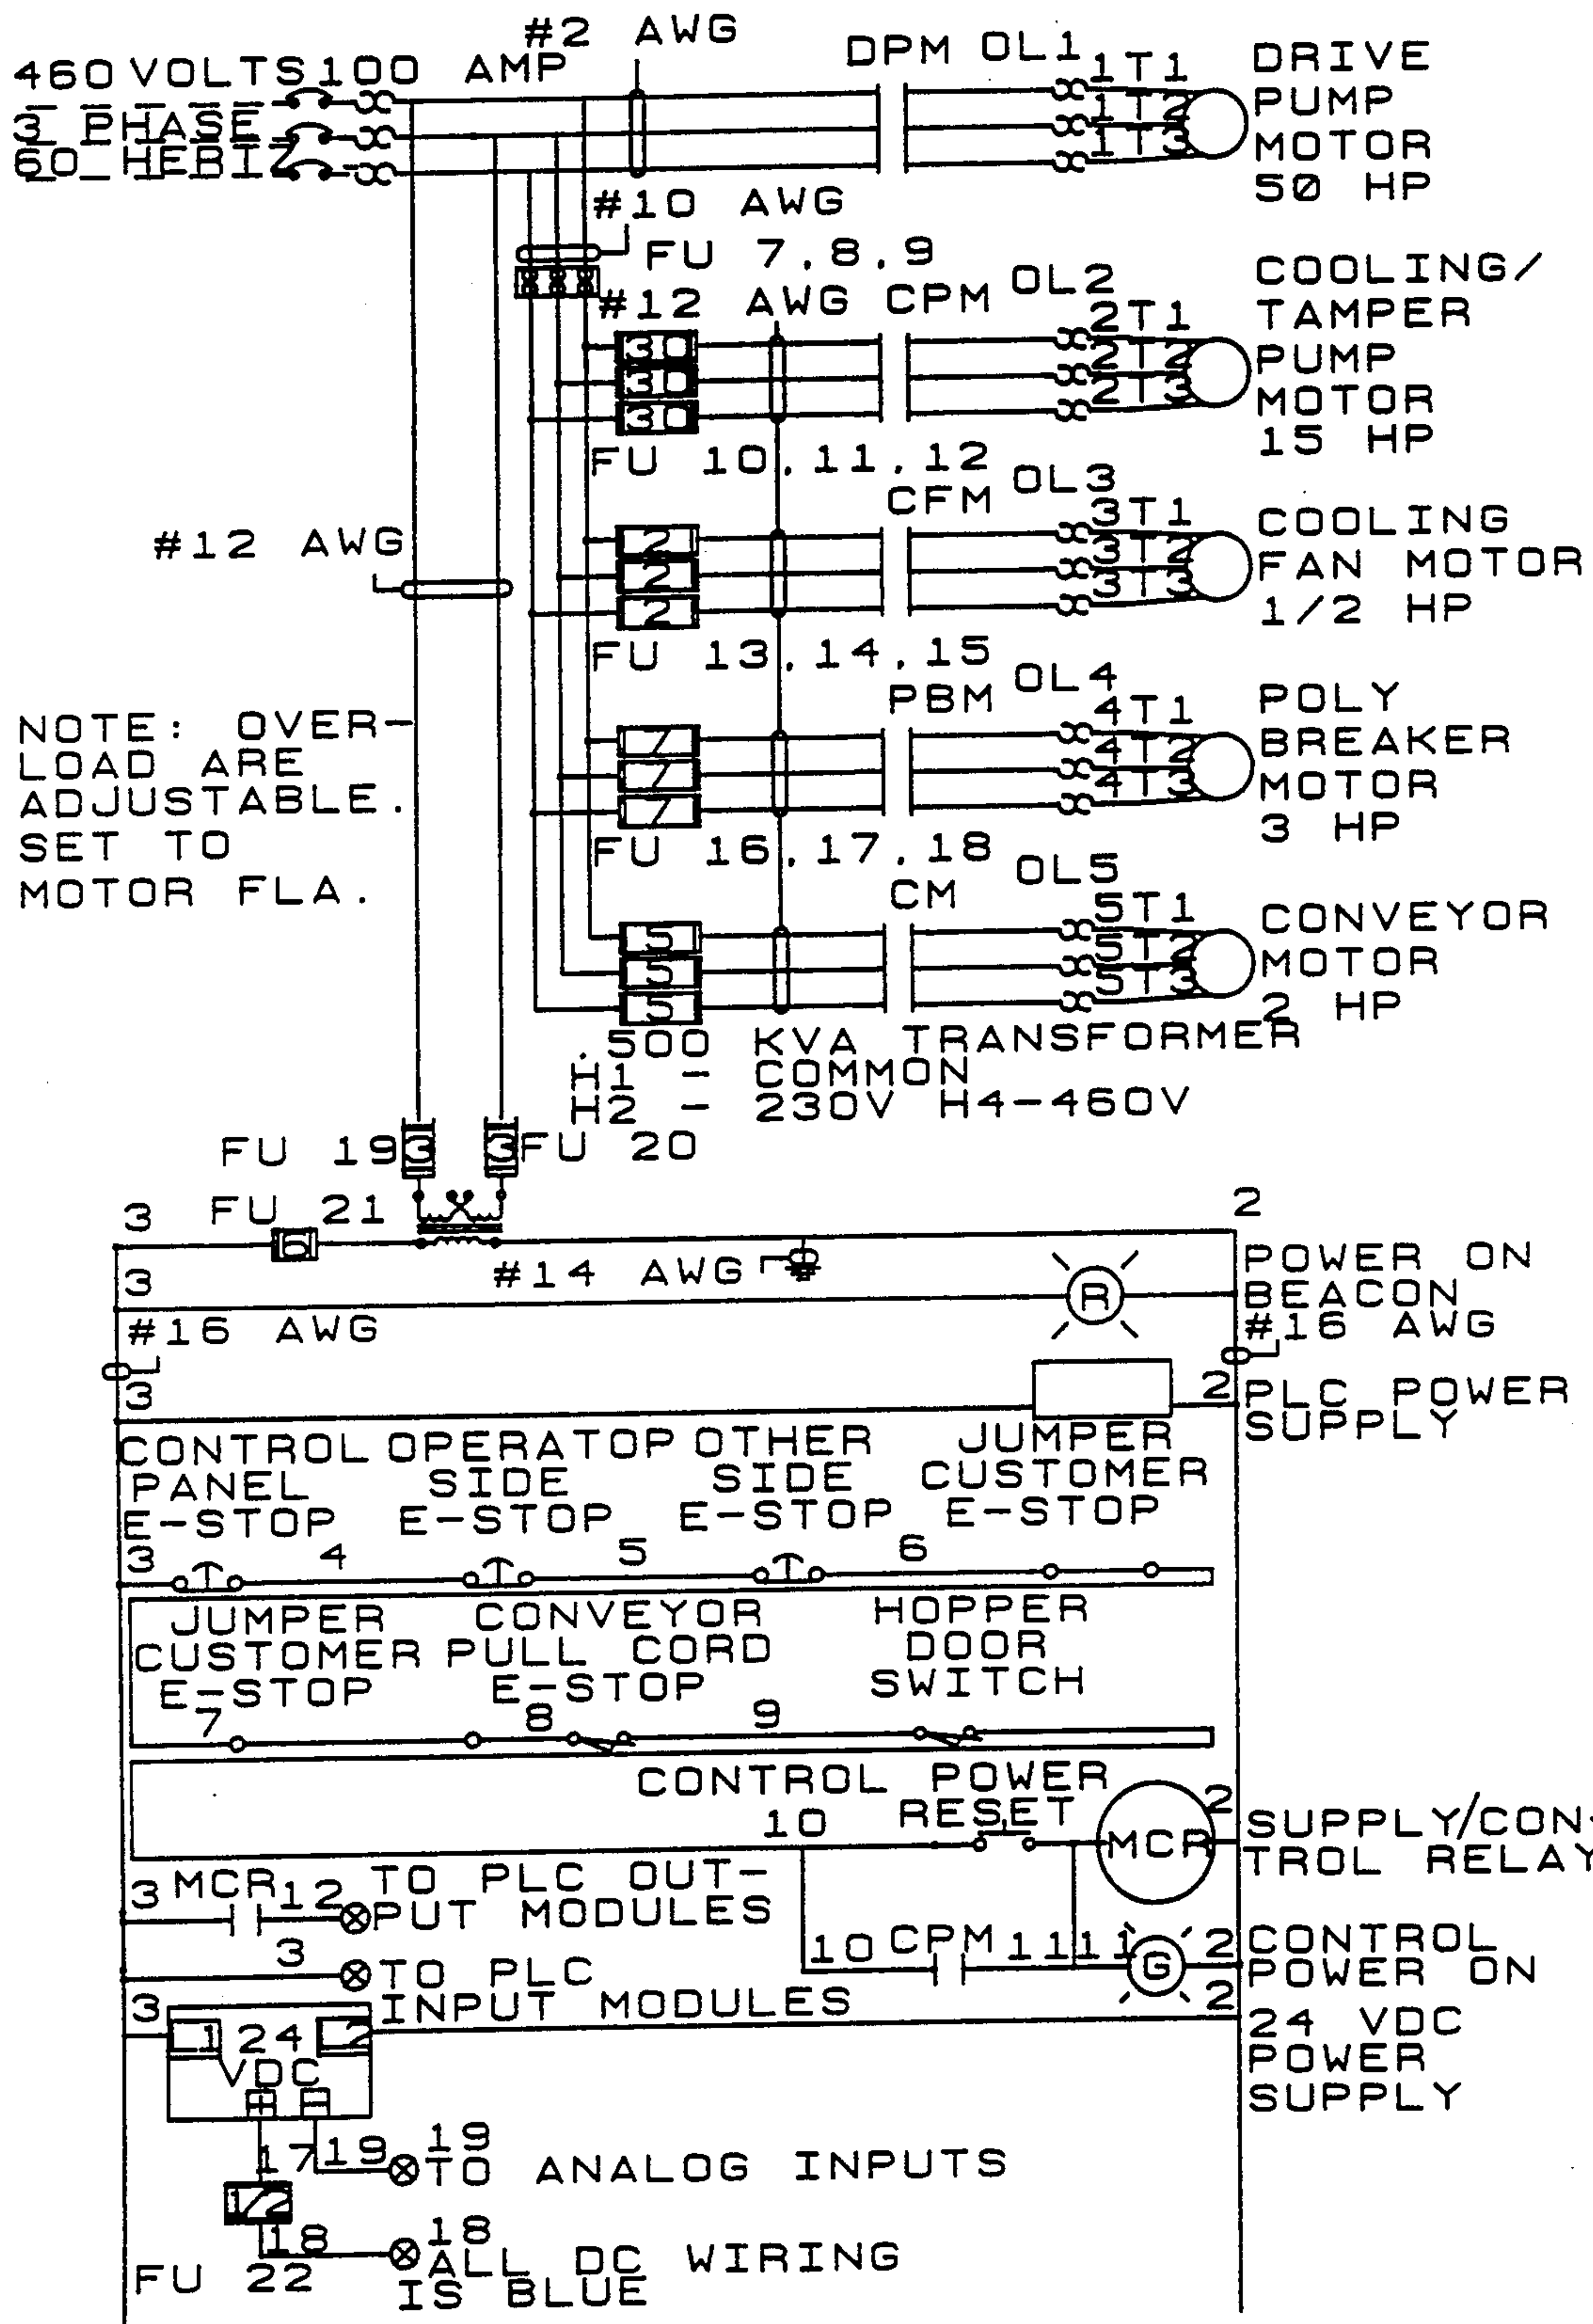 #2 AWG
460 VOLTS 100 AMP
3 PHASE
60 HERTZ
DPM OL1
1T1
1T2
1T3
DRIVE
PUMP
MOTOR
50 HP
#10 AWG
FU 7,8,9
#12 AWG CPM OL2
30
30
30
2T1
2T2
2T3
COOLING/
TAMPER
PUMP
MOTOR
15 HP
FU 10,11,12
CFM OL3
#12 AWG
2
2
2
3T1
3T2
3T3
COOLING
FAN MOTOR
1/2 HP
FU 13,14,15
PBM OL4
NOTE: OVER-
LOAD ARE
ADJUSTABLE.
SET TO
MOTOR FLA.
7
7
7
4T1
4T2
4T3
POLY
BREAKER
MOTOR
3 HP
FU 16,17,18
CM OL5
5
5
5
5T1
5T2
5T3
CONVEYOR
MOTOR
2 HP
.500 KVA TRANSFORMER
H1 - COMMON
H2 - 230V H4-460V
FU 19 3 3 FU 20
3 FU 21 2
#14 AWG
3 R
POWER ON
BEACON
#16 AWG
#16 AWG
3 2 PLC POWER
SUPPLY
CONTROL
PANEL
E-STOP
OPERATOP
SIDE
E-STOP
OTHER
SIDE
E-STOP
JUMPER
CUSTOMER
E-STOP
3 4 5 6
JUMPER
CUSTOMER
E-STOP
CONVEYOR
PULL CORD
E-STOP
HOPPER
DOOR
SWITCH
7 8 9
CONTROL POWER
RESET
10 MCR 2
SUPPLY/CON-
TROL RELAY
3 MCR 12 TO PLC OUT-
PUT MODULES
10 CPM 11 11 G 2
CONTROL
POWER ON
3 TO PLC
INPUT MODULES
3 1 24 2
VDC
2
24 VDC
POWER
SUPPLY
17 19 19
TO ANALOG INPUTS
1/2
18 18
FU 22
ALL DC WIRING
IS BLUE